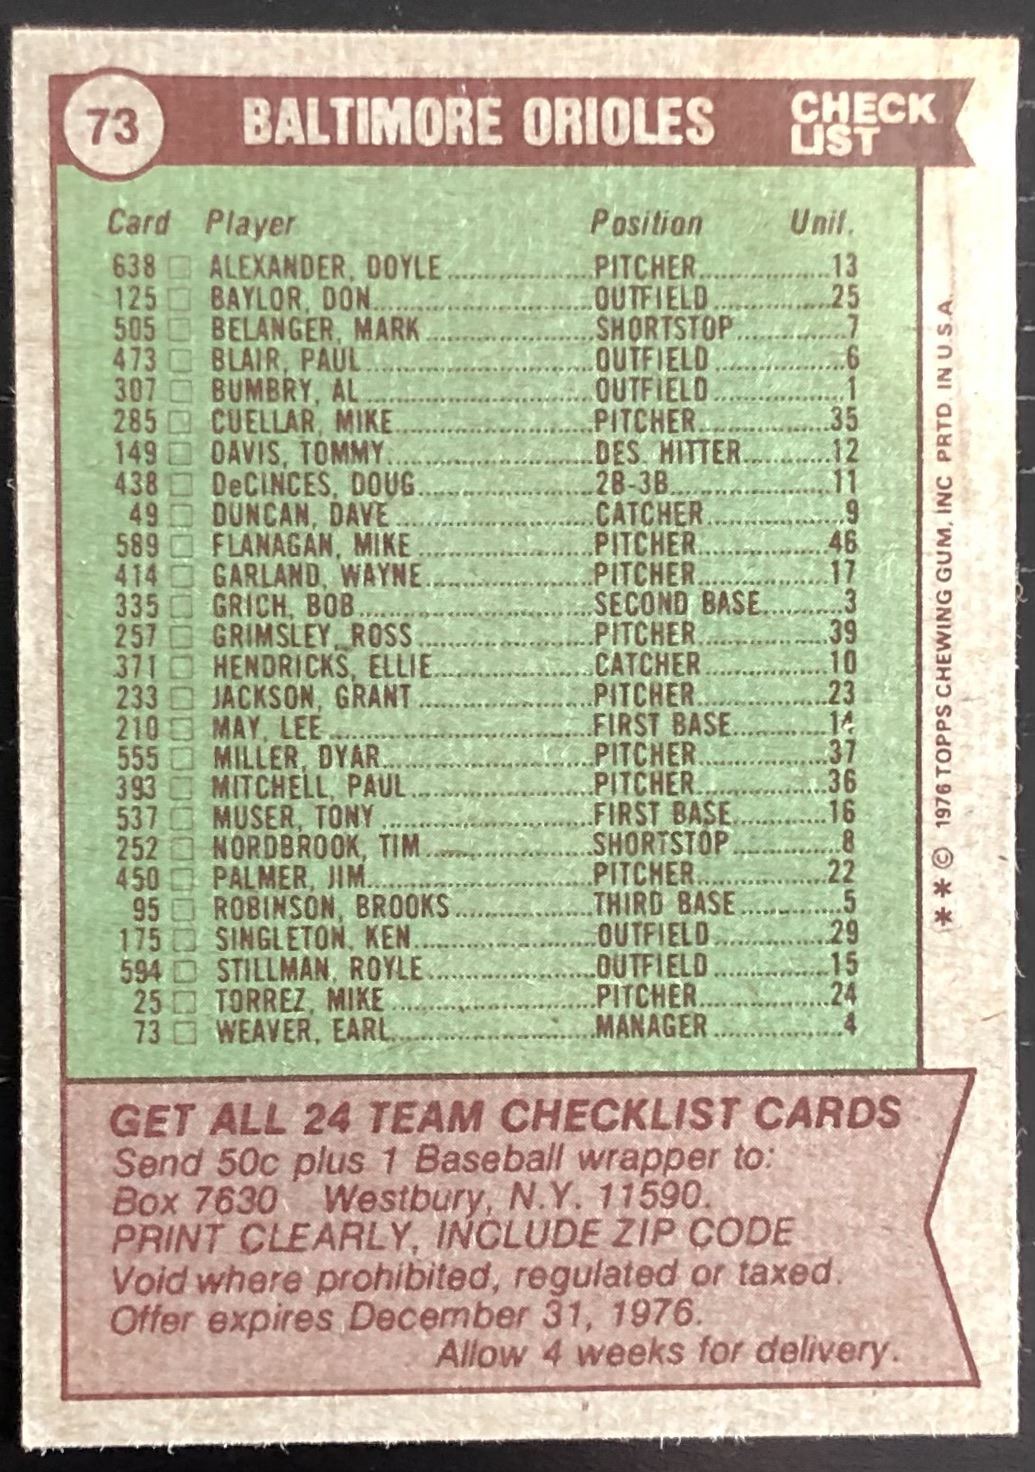 73 BALTIMORE ORIOLES CHECK LIST
Card Player Position Unif.
638 ALEXANDER, DOYLE PITCHER 13
125 BAYLOR, DON OUTFIELD 25
505 BELANGER, MARK SHORTSTOP 7
473 BLAIR, PAUL OUTFIELD 6
307 BUMBRY, AL OUTFIELD 1
285 CUELLAR, MIKE PITCHER 35
149 DAVIS, TOMMY DES. HITTER 12
438 DeCINCES, DOUG 2B-3B 11
49 DUNCAN, DAVE CATCHER 9
589 FLANAGAN, MIKE PITCHER 46
414 GARLAND, WAYNE PITCHER 17
335 GRICH, BOB SECOND BASE 3
257 GRIMSLEY, ROSS PITCHER 39
371 HENDRICKS, ELLIE CATCHER 10
233 JACKSON, GRANT PITCHER 23
210 MAY, LEE FIRST BASE 14
555 MILLER, DYAR PITCHER 37
393 MITCHELL, PAUL PITCHER 36
537 MUSER, TONY FIRST BASE 16
252 NORDBROOK, TIM SHORTSTOP 8
450 PALMER, JIM PITCHER 22
95 ROBINSON, BROOKS THIRD BASE 5
175 SINGLETON, KEN OUTFIELD 29
594 STILLMAN, ROYLE OUTFIELD 15
25 TORREZ, MIKE PITCHER 24
73 WEAVER, EARL MANAGER 4
* * © 1976 TOPPS CHEWING GUM, INC. PRTD. IN U.S.A.
GET ALL 24 TEAM CHECKLIST CARDS
Send 50c plus 1 Baseball wrapper to:
Box 7630 Westbury, N.Y. 11590.
PRINT CLEARLY, INCLUDE ZIP CODE
Void where prohibited, regulated or taxed.
Offer expires December 31, 1976.
Allow 4 weeks for delivery.